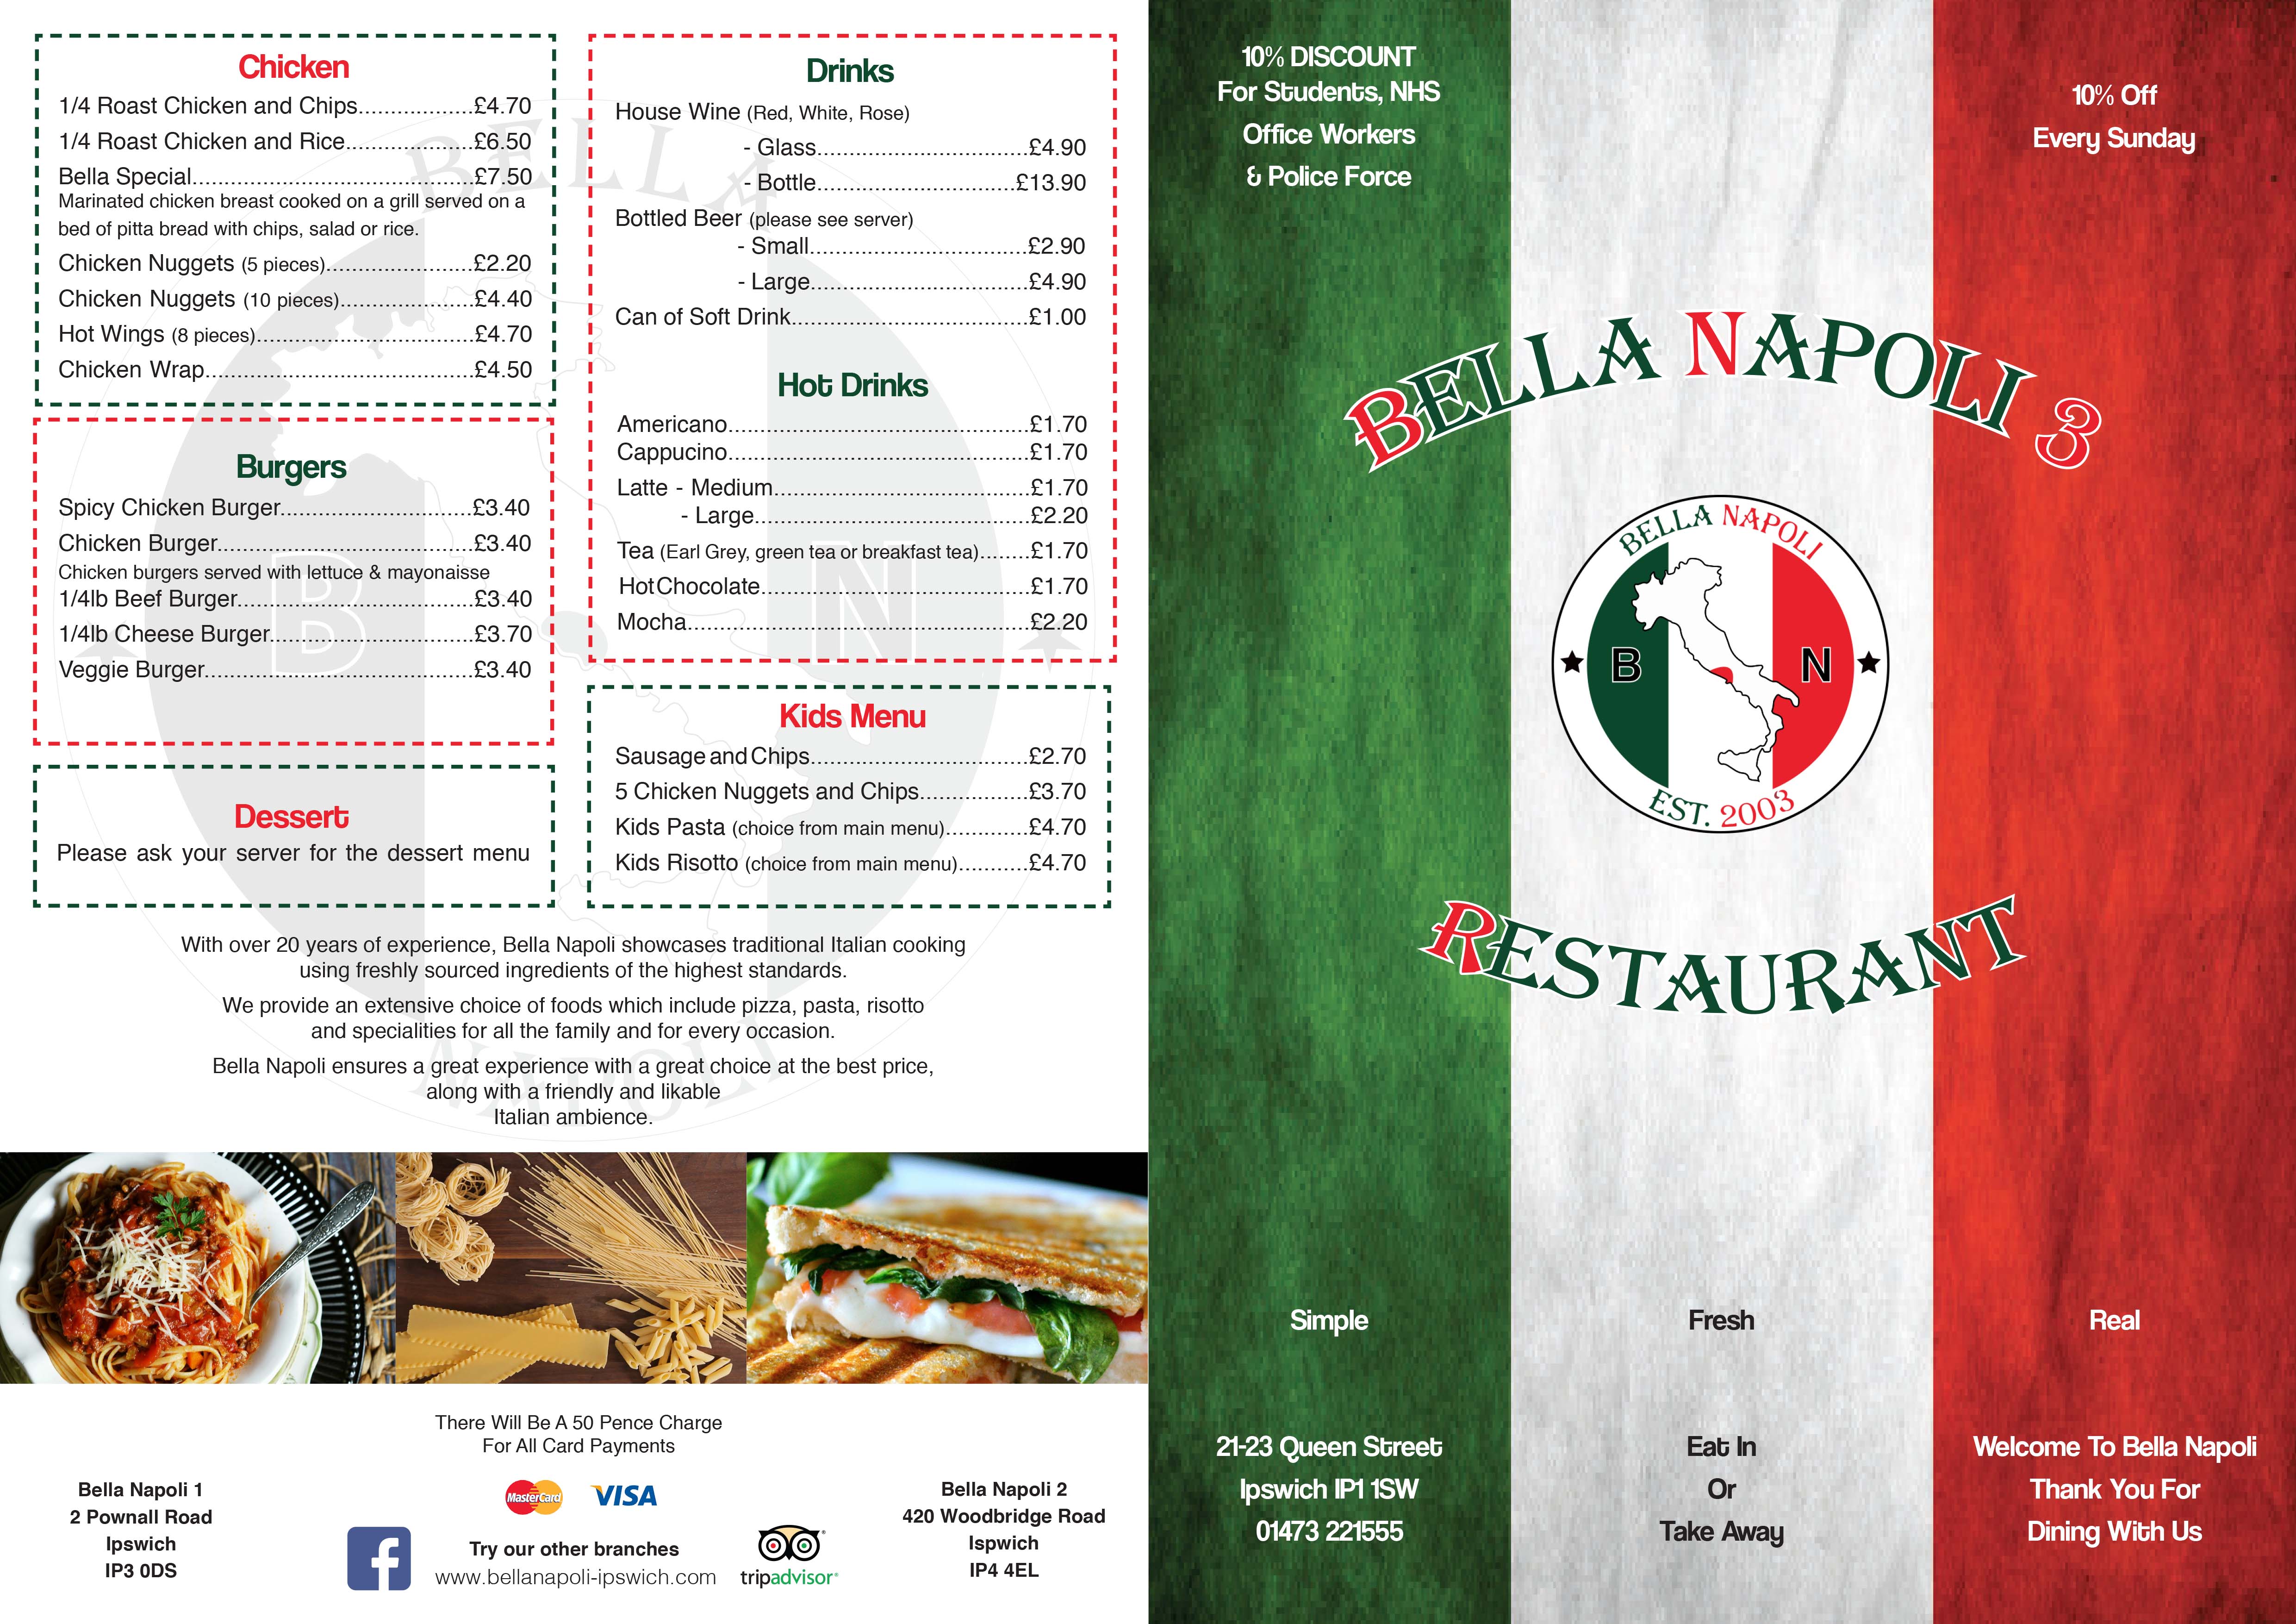 Chicken
1/4 Roast Chicken and Chips..................£4.70
1/4 Roast Chicken and Rice....................£6.50
Bella Special...........................................£7.50
Marinated chicken breast cooked on a grill served on a
bed of pitta bread with chips, salad or rice.
Chicken Nuggets (5 pieces).......................£2.20
Chicken Nuggets (10 pieces).....................£4.40
Hot Wings (8 pieces)..................................£4.70
Chicken Wrap..........................................£4.50
Burgers
Spicy Chicken Burger.............................£3.40
Chicken Burger.......................................£3.40
Chicken burgers served with lettuce & mayonaisse
1/4lb Beef Burger....................................£3.40
1/4lb Cheese Burger...............................£3.70
Veggie Burger.........................................£3.40
Dessert
Please ask your server for the dessert menu
Drinks
House Wine (Red, White, Rose)
- Glass................................£4.90
- Bottle..............................£13.90
Bottled Beer (please see server)
- Small.................................£2.90
- Large.................................£4.90
Can of Soft Drink....................................£1.00
Hot Drinks
Americano..............................................£1.70
Cappucino..............................................£1.70
Latte - Medium.......................................£1.70
- Large..........................................£2.20
Tea (Earl Grey, green tea or breakfast tea)........£1.70
Hot Chocolate.........................................£1.70
Mocha....................................................£2.20
Kids Menu
Sausage and Chips.................................£2.70
5 Chicken Nuggets and Chips.................£3.70
Kids Pasta (choice from main menu).............£4.70
Kids Risotto (choice from main menu)...........£4.70
BELLA
B N
NAPOLI
With over 20 years of experience, Bella Napoli showcases traditional Italian cooking
using freshly sourced ingredients of the highest standards.
We provide an extensive choice of foods which include pizza, pasta, risotto
and specialities for all the family and for every occasion.
Bella Napoli ensures a great experience with a great choice at the best price,
along with a friendly and likable
Italian ambience.
There Will Be A 50 Pence Charge
For All Card Payments
MasterCard VISA
Bella Napoli 1
2 Pownall Road
Ipswich
IP3 0DS
f
Try our other branches
www.bellanapoli-ipswich.com
tripadvisor®
Bella Napoli 2
420 Woodbridge Road
Ispwich
IP4 4EL
10% DISCOUNT
For Students, NHS
Office Workers
& Police Force
10% Off
Every Sunday
BELLA NAPOLI 3
BELLA NAPOLI
B N
EST. 2003
RESTAURANT
Simple
Fresh
Real
21-23 Queen Street
Ipswich IP1 1SW
01473 221555
Eat In
Or
Take Away
Welcome To Bella Napoli
Thank You For
Dining With Us